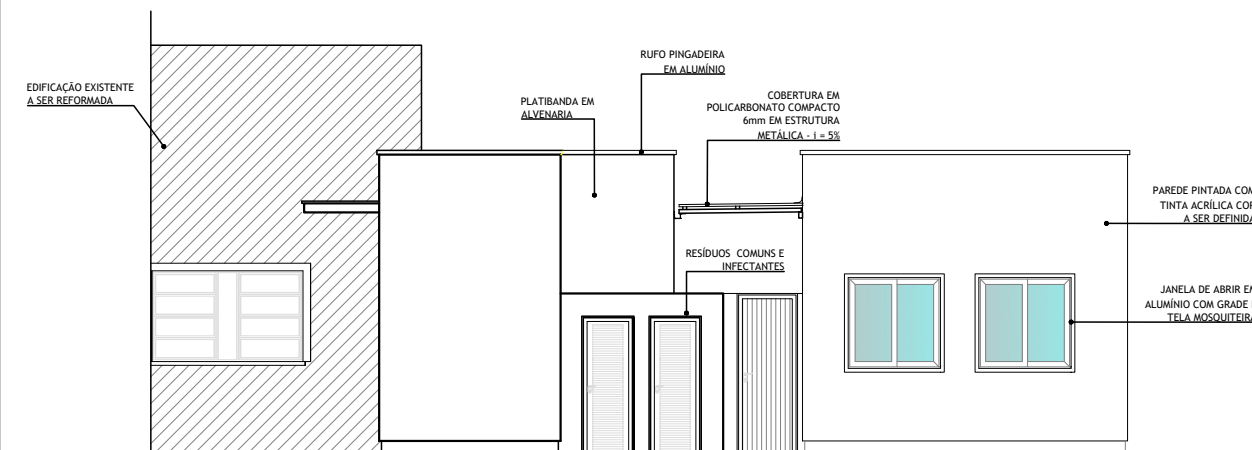 EDIFICAÇÃO EXISTENTE
A SER REFORMADA
PLATIBANDA EM
ALVENARIA
RUFO PINGADEIRA
EM ALUMÍNIO
COBERTURA EM
POLICARBONATO COMPACTO
6mm EM ESTRUTURA
METÁLICA - i = 5%
RESÍDUOS COMUNS E
INFECTANTES
PAREDE PINTADA COM
TINTA ACRÍLICA COR
A SER DEFINIDA
JANELA DE ABRIR EM
ALUMÍNIO COM GRADE
TELA MOSQUITEIRA